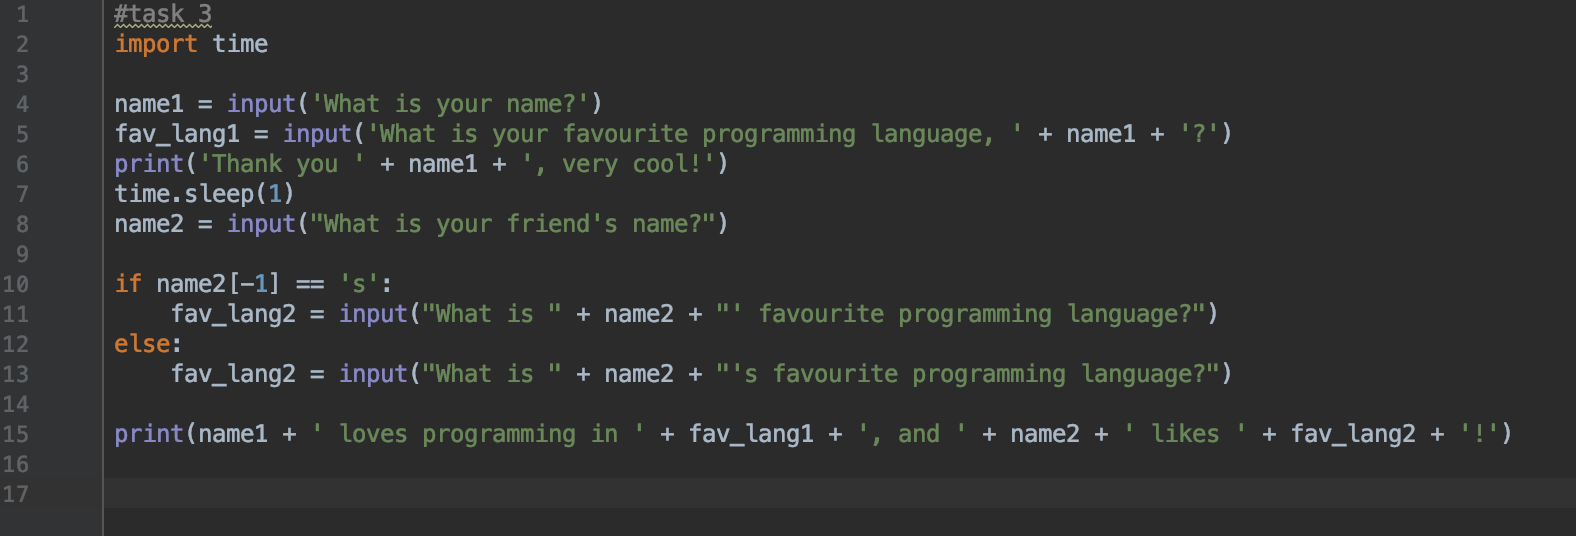 1 #task 3
2 import time
3
4 name1 = input('What is your name?')
5 fav_lang1 = input('What is your favourite programming language, ' + name1 + '?')
6 print('Thank you ' + name1 + ', very cool!')
7 time.sleep(1)
8 name2 = input("What is your friend's name?")
9
10 if name2[-1] == 's':
11     fav_lang2 = input("What is " + name2 + "' favourite programming language?")
12 else:
13     fav_lang2 = input("What is " + name2 + "'s favourite programming language?")
14
15 print(name1 + ' loves programming in ' + fav_lang1 + ', and ' + name2 + ' likes ' + fav_lang2 + '!')
16
17